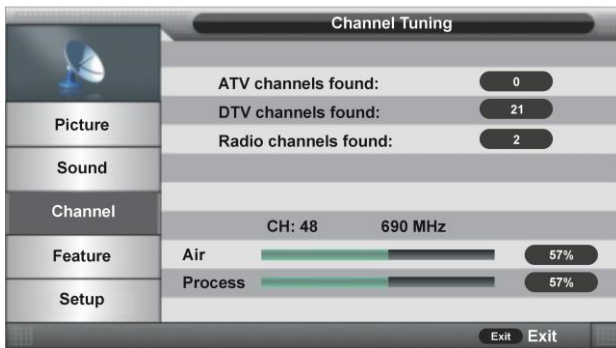 Channel Tuning
ATV channels found: 0
DTV channels found: 21
Radio channels found: 2
Picture
Sound
Channel
Feature
Setup
CH: 48 690 MHz
Air 57%
Process 57%
Exit Exit